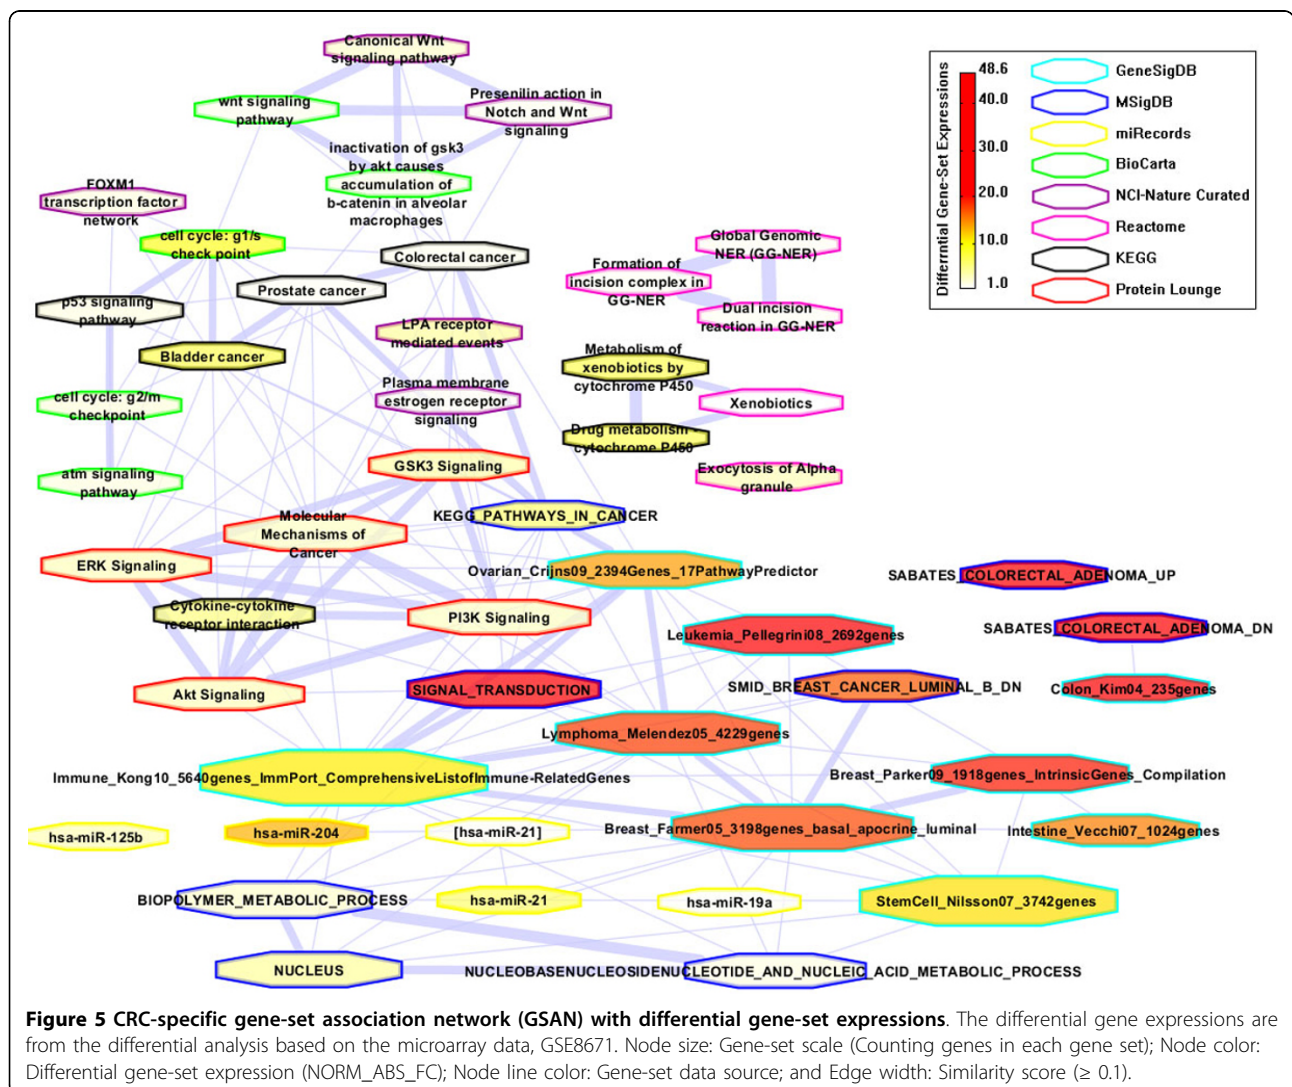 Canonical Wnt
signaling pathway
wnt signaling
pathway
Presenilin action in
Notch and Wnt
signaling
inactivation of gsk3
by akt causes
accumulation of
b-catenin in alveolar
macrophages
FOXM1
transcription factor
network
cell cycle: g1/s
check point
Colorectal cancer
Prostate cancer
p53 signaling
pathway
Bladder cancer
LPA receptor
mediated events
Plasma membrane
estrogen receptor
signaling
cell cycle: g2/m
checkpoint
atm signaling
pathway
GSK3 Signaling
Global Genomic
NER (GG-NER)
Formation of
incision complex in
GG-NER
Dual incision
reaction in GG-NER
Metabolism of
xenobiotics by
cytochrome P450
Xenobiotics
Drug metabolism -
cytochrome P450
Exocytosis of Alpha
granule
Differential Gene-Set Expressions
48.6
40.0
30.0
20.0
10.0
1.0
GeneSigDB
MSigDB
miRecords
BioCarta
NCI-Nature Curated
Reactome
KEGG
Protein Lounge
KEGG_PATHWAYS_IN_CANCER
Molecular
Mechanisms of
Cancer
ERK Signaling
Ovarian_Crijns09_2394Genes_17PathwayPredictor
SABATES_COLORECTAL_ADENOMA_UP
Cytokine-cytokine
receptor interaction
PI3K Signaling
Leukemia_Pellegrini08_2692genes
SABATES_COLORECTAL_ADENOMA_DN
Akt Signaling
SIGNAL_TRANSDUCTION
SMID_BREAST_CANCER_LUMINAL_B_DN
Colon_Kim04_235genes
Lymphoma_Melendez05_4229genes
Immune_Kong10_5640genes_ImmPort_ComprehensiveListofImmune-RelatedGenes
Breast_Parker09_1918genes_IntrinsicGenes_Compilation
hsa-miR-125b
hsa-miR-204
[hsa-miR-21]
Breast_Farmer05_3198genes_basal_apocrine_luminal
Intestine_Vecchi07_1024genes
BIOPOLYMER_METABOLIC_PROCESS
hsa-miR-21
hsa-miR-19a
StemCell_Nilsson07_3742genes
NUCLEUS
NUCLEOBASENUCLEOSIDENUCLEOTIDE_AND_NUCLEIC_ACID_METABOLIC_PROCESS
Figure 5 CRC-specific gene-set association network (GSAN) with differential gene-set expressions. The differential gene expressions are
from the differential analysis based on the microarray data, GSE8671. Node size: Gene-set scale (Counting genes in each gene set); Node color:
Differential gene-set expression (NORM_ABS_FC); Node line color: Gene-set data source; and Edge width: Similarity score (≥ 0.1).